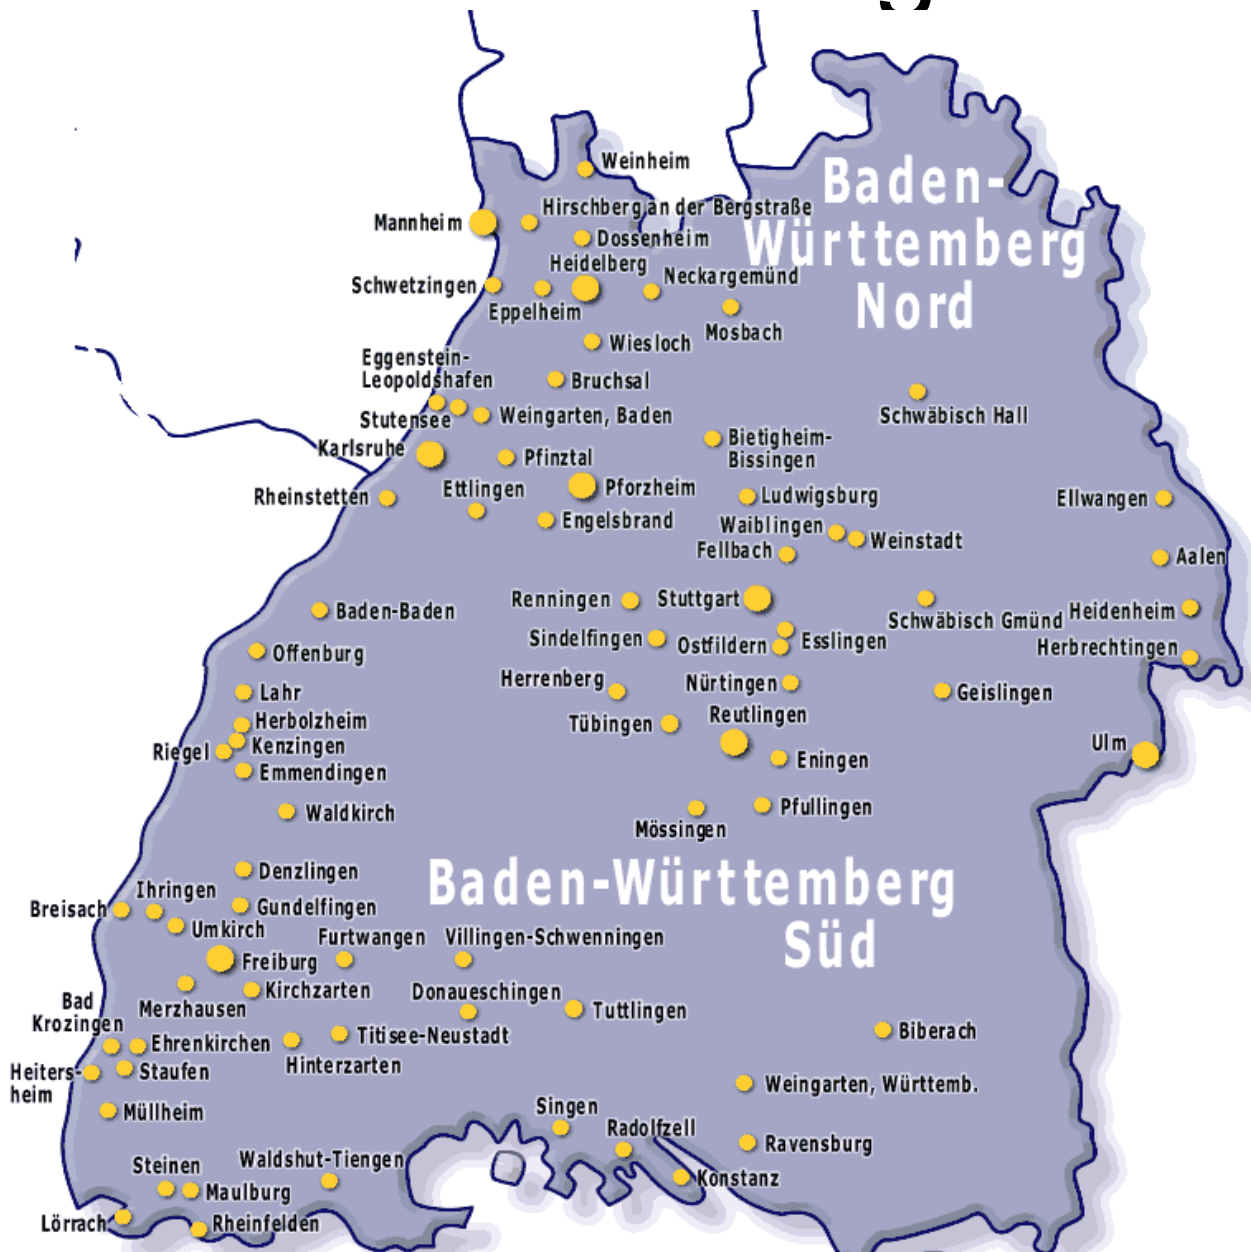 Weinheim
Baden-
Württemberg
Nord
Hirschberg an der Bergstraße
Mannheim
Dossenheim
Heidelberg
Neckargemünd
Schwetzingen
Eppelheim
Mosbach
Wiesloch
Eggenstein-
Leopoldshafen
Bruchsal
Stutensee
Weingarten, Baden
Schwäbisch Hall
Karlsruhe
Pfinztal
Bietigheim-
Bissingen
Rheinstetten
Ettlingen
Pforzheim
Ludwigsburg
Ellwangen
Engelsbrand
Waiblingen
Weinstadt
Fellbach
Aalen
Baden-Baden
Renningen
Stuttgart
Schwäbisch Gmünd
Heidenheim
Sindelfingen
Ostfildern
Esslingen
Herbrechtingen
Offenburg
Herrenberg
Nürtingen
Geislingen
Lahr
Herbolzheim
Tübingen
Reutlingen
Riegel
Kenzingen
Ulm
Emmendingen
Eningen
Waldkirch
Pfullingen
Mössingen
Denzlingen
Baden-Württemberg
Süd
Ihringen
Breisach
Gundelfingen
Umkirch
Furtwangen
Villingen-Schwenningen
Freiburg
Kirchzarten
Donaueschingen
Bad
Krozingen
Merzhausen
Tuttlingen
Ehrenkirchen
Titisee-Neustadt
Biberach
Hinterzarten
Heiters-
heim
Staufen
Weingarten, Württemb.
Müllheim
Singen
Radolfzell
Ravensburg
Steinen
Waldshut-Tiengen
Maulburg
Konstanz
Lörrach
Rheinfelden